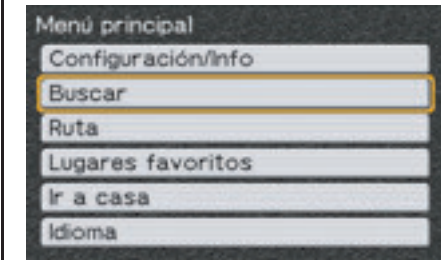 Menú principal
Configuración/Info
Buscar
Ruta
Lugares favoritos
Ir a casa
Idioma